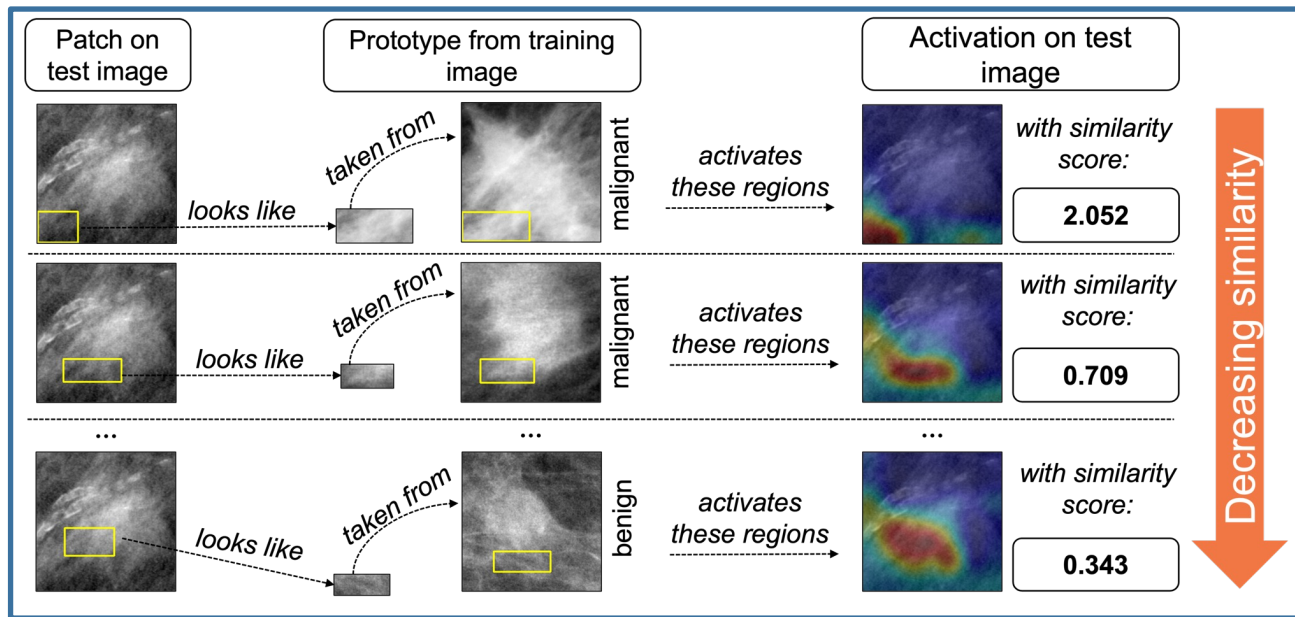 Patch on
test image
Prototype from training
image
Activation on test
image
looks like
taken from
malignant
activates
these regions
with similarity
score:
2.052
looks like
taken from
malignant
activates
these regions
with similarity
score:
0.709
...
...
...
looks like
taken from
benign
activates
these regions
with similarity
score:
0.343
Decreasing similarity